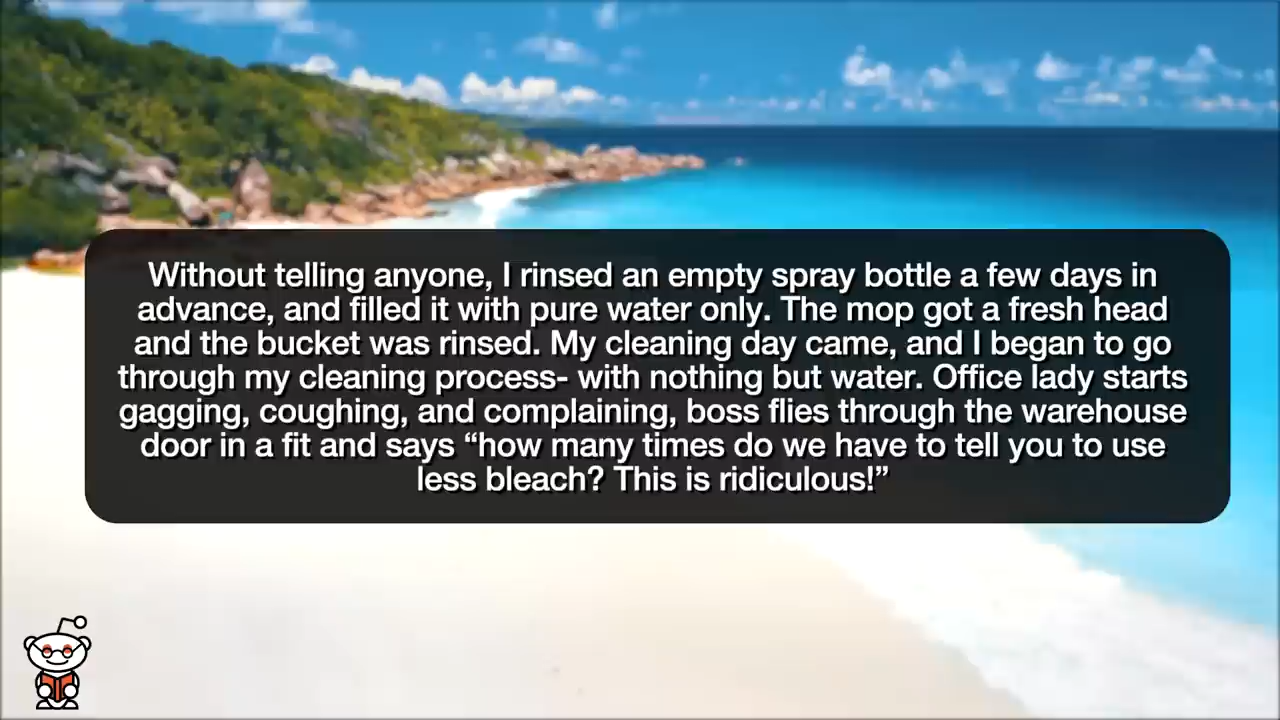 Without telling anyone, I rinsed an empty spray bottle a few days in
advance, and filled it with pure water only. The mop got a fresh head
and the bucket was rinsed. My cleaning day came, and I began to go
through my cleaning process- with nothing but water. Office lady starts
gagging, coughing, and complaining, boss flies through the warehouse
door in a fit and says “how many times do we have to tell you to use
less bleach? This is ridiculous!”